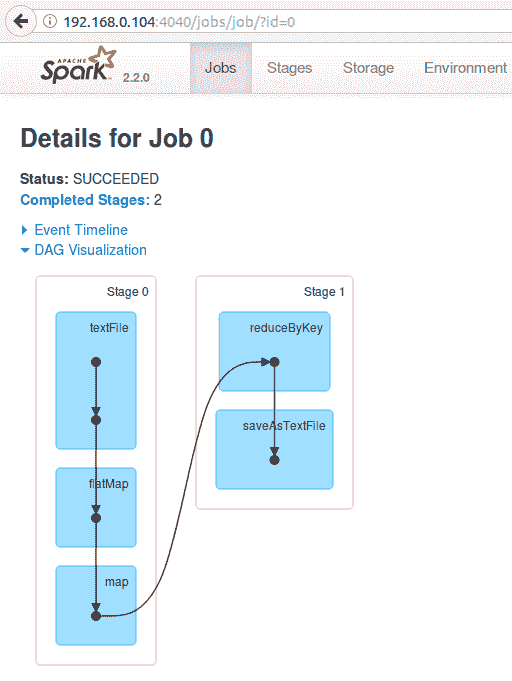 192.168.0.104:4040/jobs/job/?id=0
APACHE
Spark 2.2.0 Jobs Stages Storage Environment
Details for Job 0
Status: SUCCEEDED
Completed Stages: 2
Event Timeline
DAG Visualization
Stage 0
textFile
flatMap
map
Stage 1
reduceByKey
saveAsTextFile